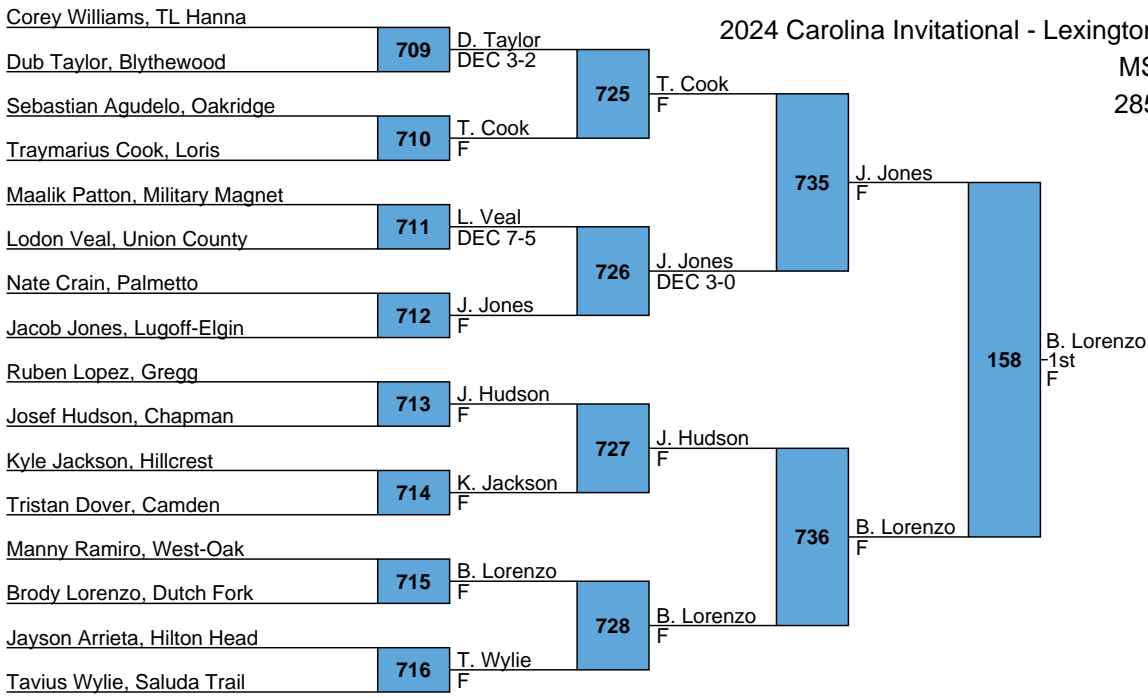 2024 Carolina Invitational - Lexington
MS
285
Corey Williams, TL Hanna
Dub Taylor, Blythewood
Sebastian Agudelo, Oakridge
Traymarius Cook, Loris
Maalik Patton, Military Magnet
Lodon Veal, Union County
Nate Crain, Palmetto
Jacob Jones, Lugoff-Elgin
Ruben Lopez, Gregg
Josef Hudson, Chapman
Kyle Jackson, Hillcrest
Tristan Dover, Camden
Manny Ramiro, West-Oak
Brody Lorenzo, Dutch Fork
Jayson Arrieta, Hilton Head
Tavius Wylie, Saluda Trail
709
710
711
712
713
714
715
716
D. Taylor
DEC 3-2
T. Cook
F
L. Veal
DEC 7-5
J. Jones
F
J. Hudson
F
K. Jackson
F
B. Lorenzo
F
T. Wylie
F
725
726
727
728
T. Cook
F
J. Jones
DEC 3-0
J. Hudson
F
B. Lorenzo
F
735
736
J. Jones
F
B. Lorenzo
F
158
B. Lorenzo
1st
F